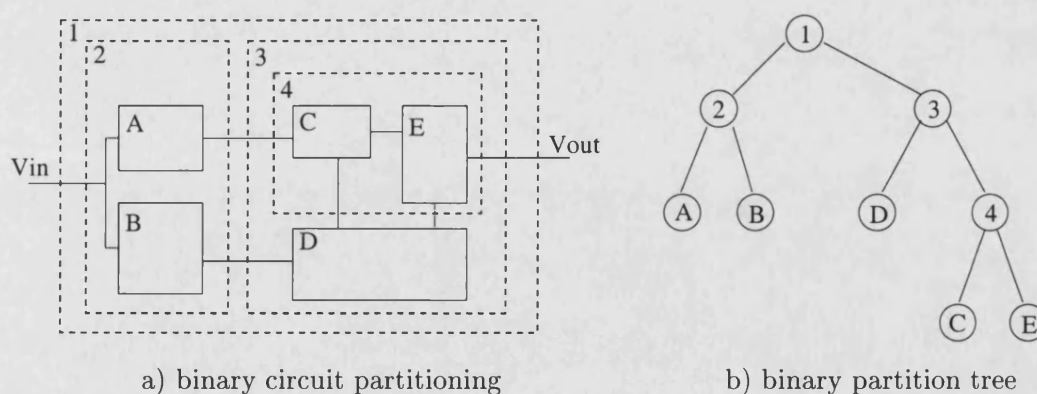 1
2
3
4
A
C
E
Vin
Vout
B
D
a) binary circuit partitioning
1
2
3
A
B
D
4
C
E
b) binary partition tree